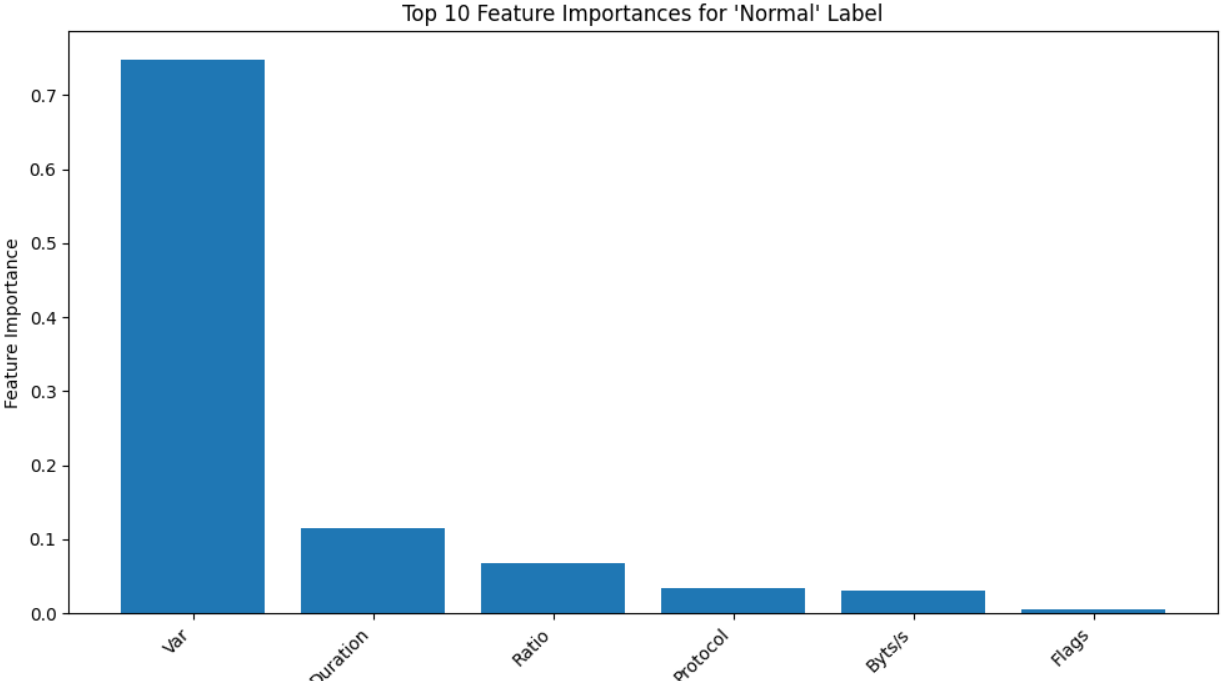 Top 10 Feature Importances for 'Normal' Label
Feature Importance
0.7
0.6
0.5
0.4
0.3
0.2
0.1
0.0
Var
Duration
Ratio
Protocol
Byts/s
Flags